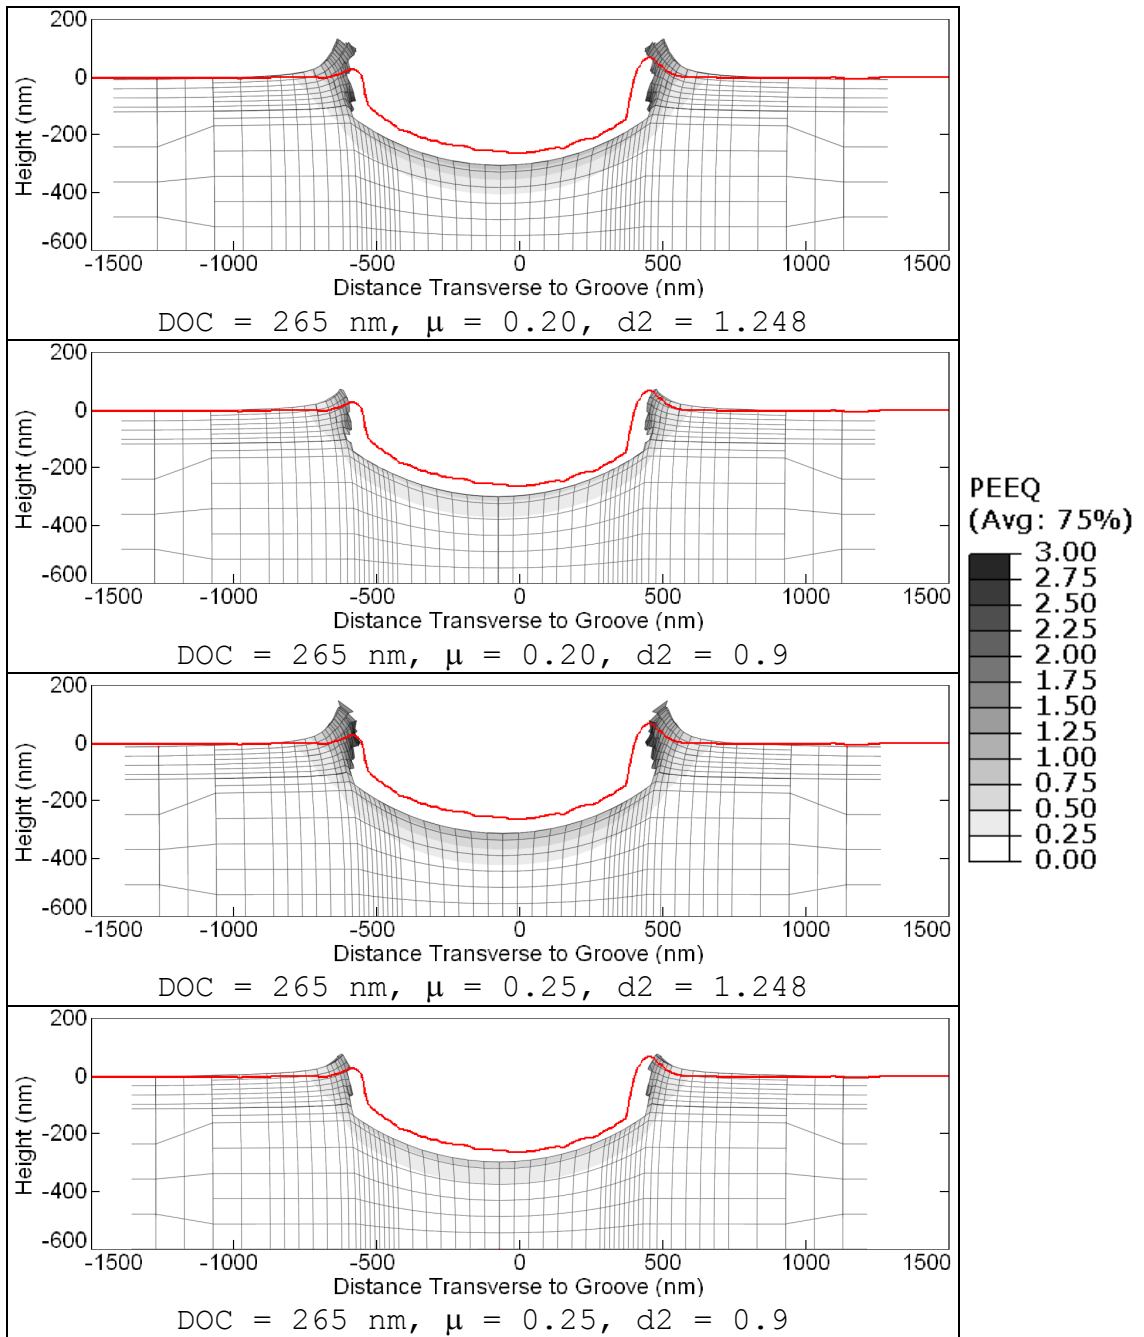 200
0
-200
-400
-600
Height (nm)
-1500 -1000 -500 0 500 1000 1500
Distance Transverse to Groove (nm)
DOC = 265 nm, μ = 0.20, d2 = 1.248
200
0
-200
-400
-600
Height (nm)
-1500 -1000 -500 0 500 1000 1500
Distance Transverse to Groove (nm)
DOC = 265 nm, μ = 0.20, d2 = 0.9
200
0
-200
-400
-600
Height (nm)
-1500 -1000 -500 0 500 1000 1500
Distance Transverse to Groove (nm)
DOC = 265 nm, μ = 0.25, d2 = 1.248
200
0
-200
-400
-600
Height (nm)
-1500 -1000 -500 0 500 1000 1500
Distance Transverse to Groove (nm)
DOC = 265 nm, μ = 0.25, d2 = 0.9
PEEQ
(Avg: 75%)
3.00
2.75
2.50
2.25
2.00
1.75
1.50
1.25
1.00
0.75
0.50
0.25
0.00